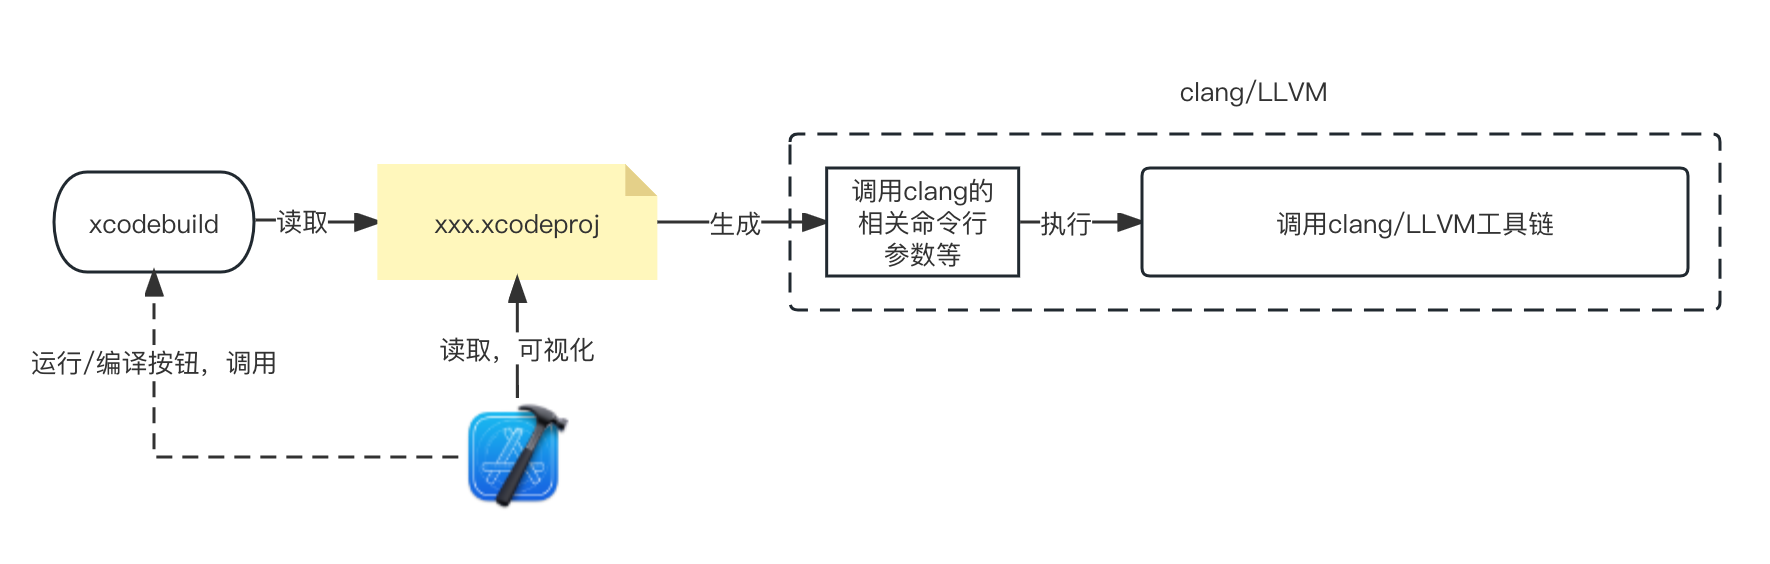 clang/LLVM
xcodebuild
读取
xxx.xcodeproj
生成
调用clang的
相关命令行
参数等
执行
调用clang/LLVM工具链
运行/编译按钮，调用
读取，可视化